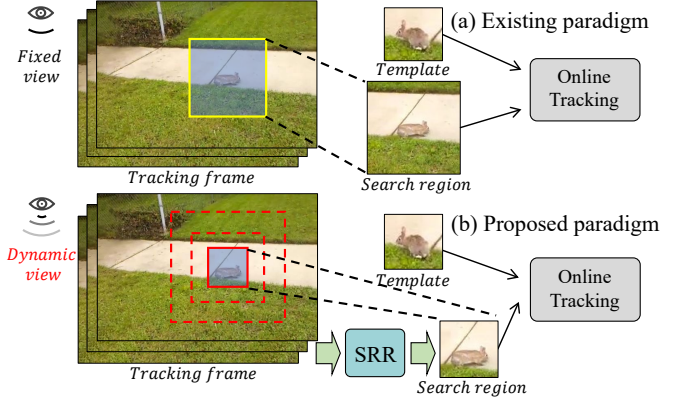 (a) Existing paradigm
Fixed
view
Template
Online
Tracking
Search region
Tracking frame
(b) Proposed paradigm
Dynamic
view
Template
Online
Tracking
SRR
Tracking frame
Search region